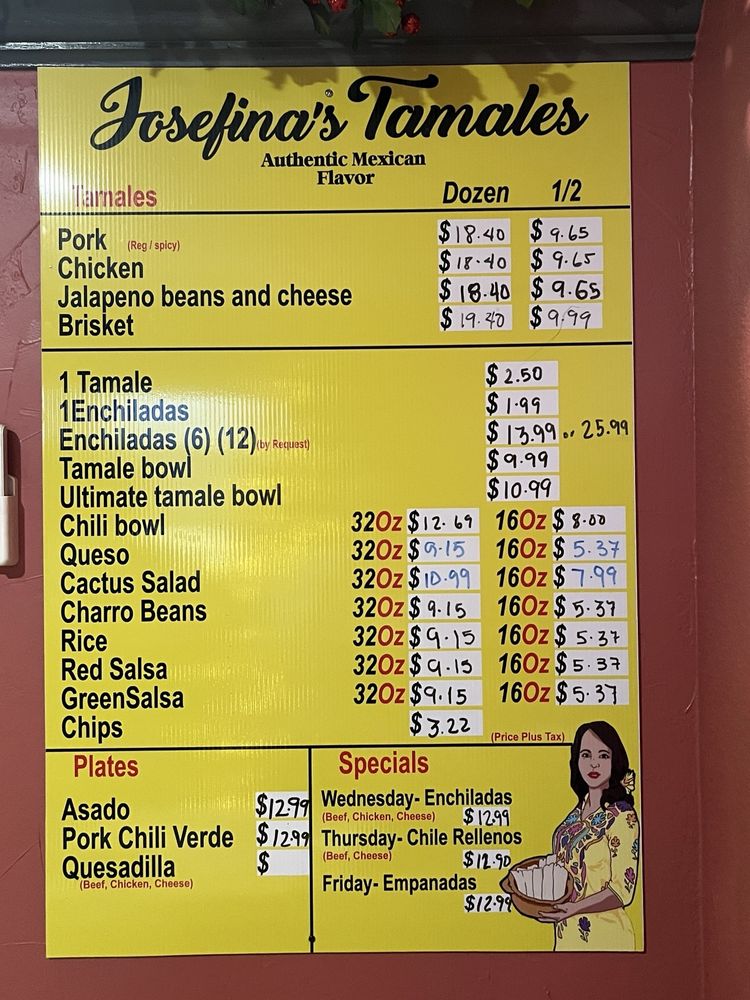 Josefina's Tamales
Authentic Mexican
Flavor
Tamales Dozen 1/2
Pork (Reg / spicy) $18.40 $9.65
Chicken $18.40 $9.65
Jalapeno beans and cheese $18.40 $9.65
Brisket $19.40 $9.99
1 Tamale $2.50
1Enchiladas $1.99
Enchiladas (6) (12) (by Request) $13.99 or 25.99
Tamale bowl $9.99
Ultimate tamale bowl $10.99
Chili bowl 32Oz $12.69 16Oz $8.00
Queso 32Oz $9.15 16Oz $5.37
Cactus Salad 32Oz $10.99 16Oz $7.99
Charro Beans 32Oz $9.15 16Oz $5.37
Rice 32Oz $9.15 16Oz $5.37
Red Salsa 32Oz $9.15 16Oz $5.37
GreenSalsa 32Oz $9.15 16Oz $5.37
Chips $3.22
(Price Plus Tax)
Plates
Asado $12.99
Pork Chili Verde $12.99
Quesadilla $
(Beef, Chicken, Cheese)
Specials
Wednesday- Enchiladas
(Beef, Chicken, Cheese) $12.99
Thursday- Chile Rellenos
(Beef, Cheese) $12.90
Friday- Empanadas
$12.99